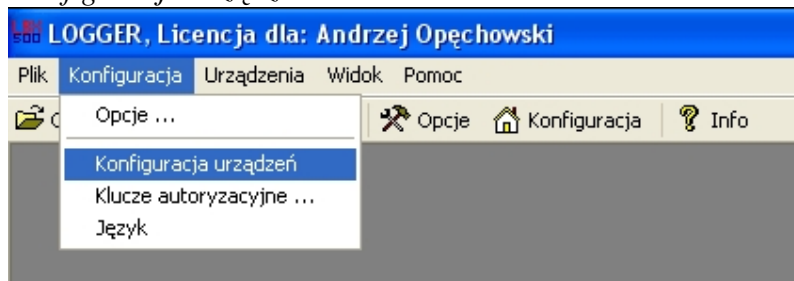 LOGGER, Licencja dla: Andrzej Opęchowski
Plik Konfiguracja Urządzenia Widok Pomoc
Opcje Konfiguracja Info
Opcje ...
Konfiguracja urządzeń
Klucze autoryzacyjne ...
Język